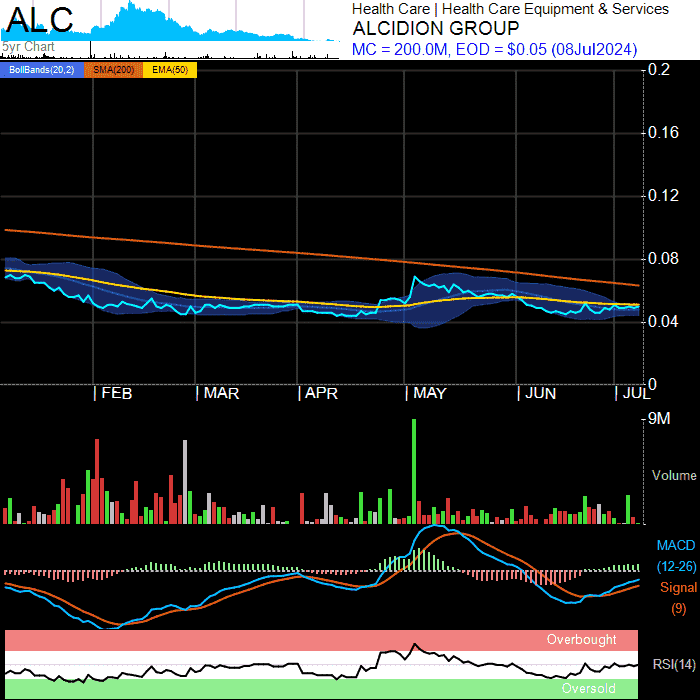 ALC
5yr Chart
Health Care | Health Care Equipment & Services
ALCIDION GROUP
MC = 200.0M, EOD = $0.05 (08Jul2024)
BollBands(20,2) SMA(200) EMA(50)
0.2
0.16
0.12
0.08
0.04
0
| FEB | MAR | APR | MAY | JUN | JUL
9M
Volume
MACD
(12-26)
Signal
(9)
Overbought
RSI(14)
Oversold